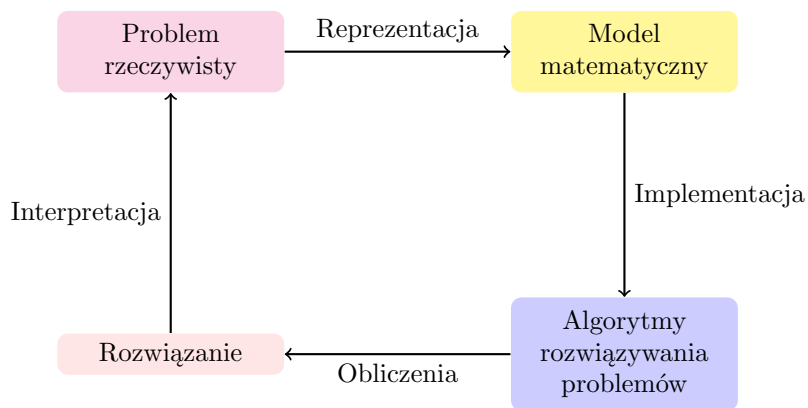 Problem
rzeczywisty
Reprezentacja
Model
matematyczny
Interpretacja
Implementacja
Rozwiązanie
Obliczenia
Algorytmy
rozwiązywania
problemów